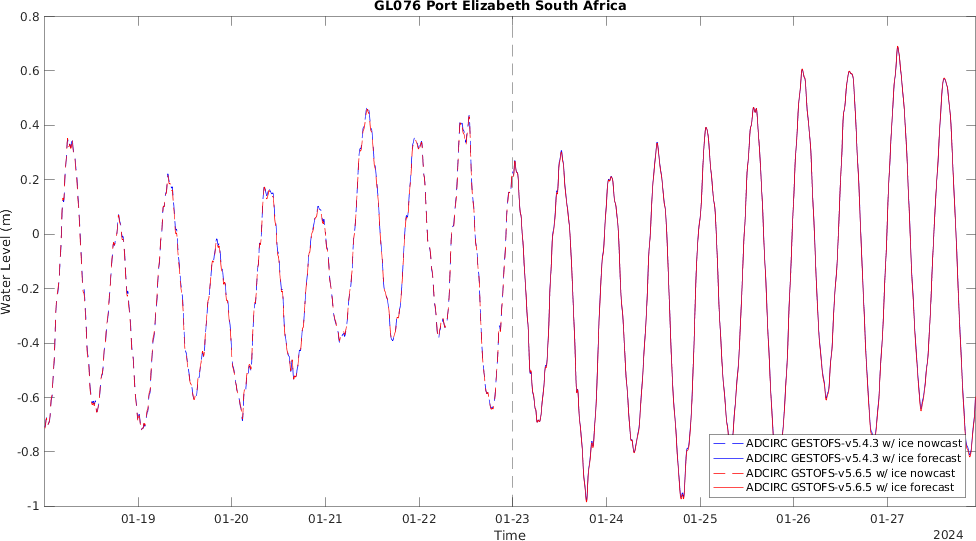 GL076 Port Elizabeth South Africa
0.8
0.6
0.4
0.2
0
-0.2
-0.4
-0.6
-0.8
-1
Water Level (m)
01-19
01-20
01-21
01-22
01-23
01-24
01-25
01-26
01-27
Time
2024
ADCIRC GESTOFS-v5.4.3 w/ ice nowcast
ADCIRC GESTOFS-v5.4.3 w/ ice forecast
ADCIRC GSTOFS-v5.6.5 w/ ice nowcast
ADCIRC GSTOFS-v5.6.5 w/ ice forecast